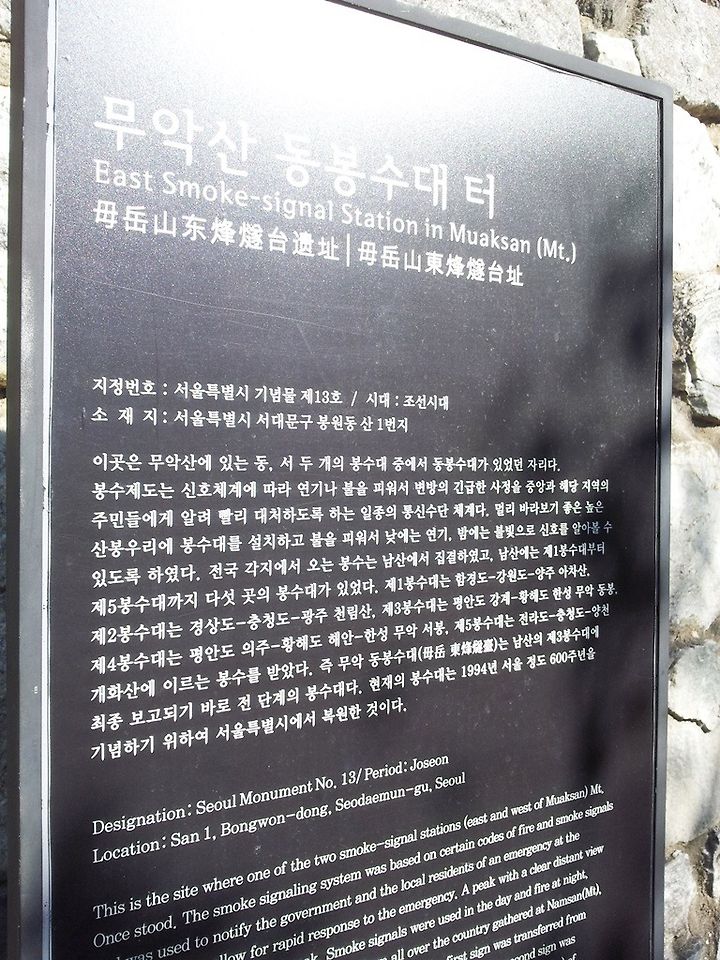 무악산 동봉수대 터
East Smoke-signal Station in Muaksan (Mt.)
毋岳山东烽燧台遗址 | 毋岳山東烽燧台址
지정번호 : 서울특별시 기념물 제13호 / 시대 : 조선시대
소 재 지 : 서울특별시 서대문구 봉원동 산 1번지
이곳은 무악산에 있는 동, 서 두 개의 봉수대 중에서 동봉수대가 있었던 자리다.
봉수제도는 신호체계에 따라 연기나 불을 피워서 변방의 긴급한 사정을 중앙과 해당 지역의
주민들에게 알려 빨리 대처하도록 하는 일종의 통신수단 체계다. 멀리 바라보기 좋은 높은
산봉우리에 봉수대를 설치하고 불을 피워서 낮에는 연기, 밤에는 불빛으로 신호를 알아볼 수
있도록 하였다. 전국 각지에서 오는 봉수는 남산에서 집결하였고, 남산에는 제1봉수대부터
제5봉수대까지 다섯 곳의 봉수대가 있었다. 제1봉수대는 함경도-강원도-양주 아차산,
제2봉수대는 경상도-충청도-광주 천림산, 제3봉수대는 평안도 강계-황해도 한성 무악 동봉,
제4봉수대는 평안도 의주-황해도 해안-한성 무악 서봉, 제5봉수대는 전라도-충청도-양천
개화산에 이르는 봉수를 받았다. 즉 무악 동봉수대(毋岳 東烽燧臺)는 남산의 제3봉수대에
최종 보고되기 바로 전 단계의 봉수대다. 현재의 봉수대는 1994년 서울 정도 600주년을
기념하기 위하여 서울특별시에서 복원한 것이다.
Designation: Seoul Monument No. 13/Period: Joseon
Location: San 1, Bongwon-dong, Seodaemun-gu, Seoul
This is the site where one of the two smoke-signal stations (east and west of Muaksan) Mt.
Once stood. The smoke signaling system was based on certain codes of fire and smoke signals
was used to notify the government and the local residents of an emergency at the
allow for rapid response to the emergency. A peak with a clear distant view
Smoke signals were used in the day and fire at night,
all over the country gathered at Namsan(Mt),
first sign was transferred from
second sign was
of